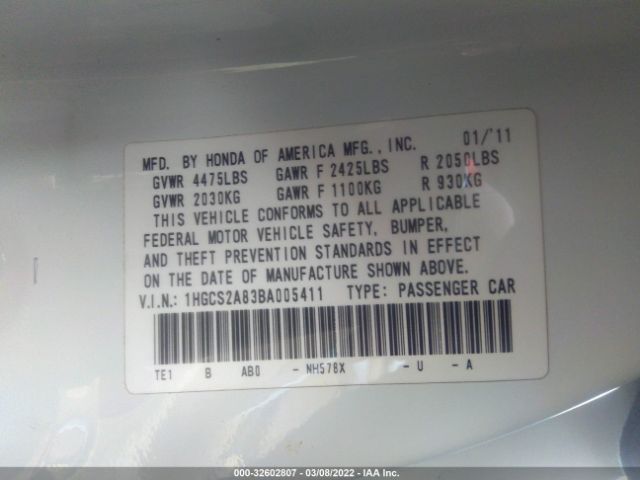 MFD. BY HONDA OF AMERICA MFG., INC. 01/'11
GVWR 4475LBS GAWR F 2425LBS R 2050LBS
GVWR 2030KG GAWR F 1100KG R 930KG
THIS VEHICLE CONFORMS TO ALL APPLICABLE
FEDERAL MOTOR VEHICLE SAFETY, BUMPER,
AND THEFT PREVENTION STANDARDS IN EFFECT
ON THE DATE OF MANUFACTURE SHOWN ABOVE.
V.I.N.: 1HGCS2A83BA005411 TYPE: PASSENGER CAR
TE1 B AB0 - NH578X - U - A
000-32602807 - 03/08/2022 - IAA Inc.